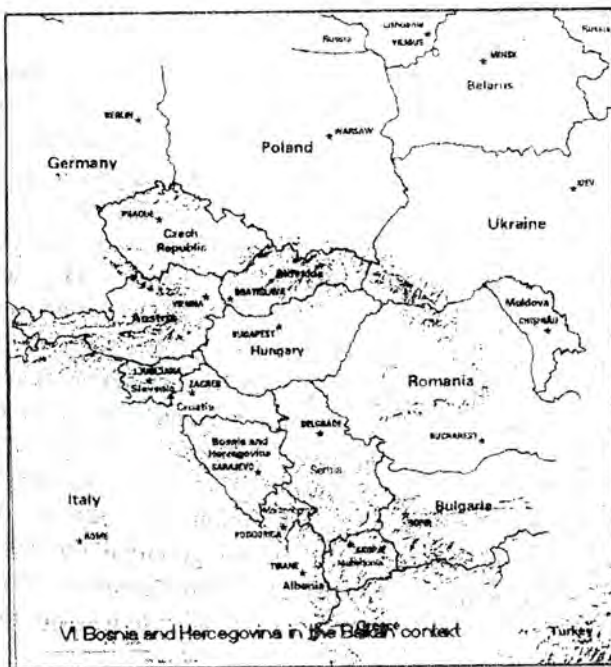 Lithuania
Russia
VILNIUS
Russia
MINSK
Belarus
BERLIN
WARSAW
Germany
Poland
KIEV
Ukraine
PRAGUE
Czech
Republic
Slovakia
BRATISLAVA
VIENNA
Austria
Moldova
CHISINAU
BUDAPEST
Hungary
LJUBLJANA
Slovenia
ZAGREB
Croatia
Romania
BELGRADE
BUCHAREST
Bosnia and
Herzegovina
SARAJEVO
Serbia
Italy
Bulgaria
ROME
SOFIA
PODGORICA
SKOPJE
Macedonia
TIRANE
Albania
Greece
VI. Bosnia and Hercegovina in the Balkan context
Turkey